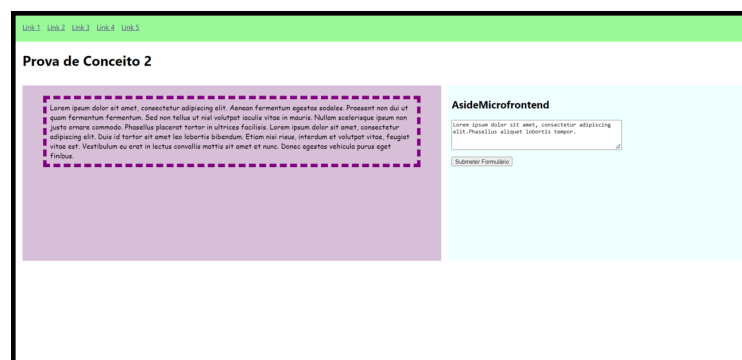 Link 1 Link 2 Link 3 Link 4 Link 5
Prova de Conceito 2
Lorem ipsum dolor sit amet, consectetur adipiscing elit. Aenean fermentum egestas sodales. Praesent non dui ut
quam fermentum fermentum. Sed non tellus ut nisl volutpat iaculis vitae in mauris. Nullam scelerisque ipsum non
justo ornare commodo. Phasellus placerat tortor in ultrices facilisis. Lorem ipsum dolor sit amet, consectetur
adipiscing elit. Duis id tortor sit amet leo lobortis bibendum. Etiam nisi risus, interdum et volutpat vitae, feugiat
vitae est. Vestibulum eu erat in lectus convallis mattis sit amet et nunc. Donec egestas vehicula purus eget
finibus.
AsideMicrofrontend
Lorem ipsum dolor sit amet, consectetur adipiscing
elit.Phasellus aliquet lobortis tempor.
Submeter Formulário